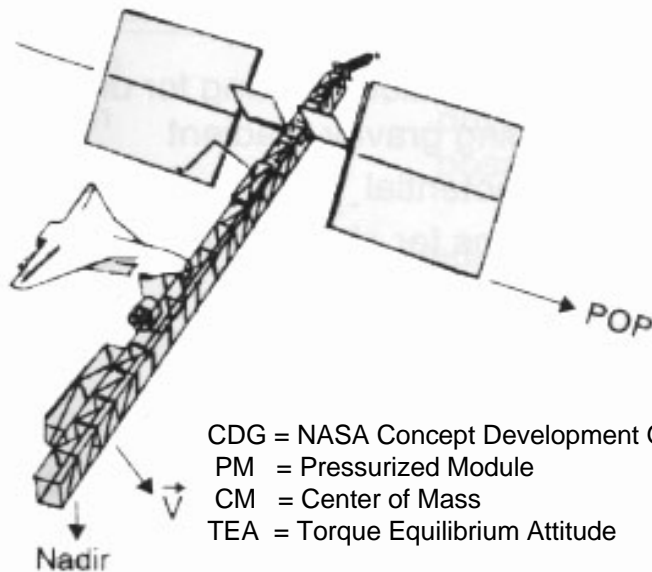 POP
CDG = NASA Concept Development
PM = Pressurized Module
CM = Center of Mass
TEA = Torque Equilibrium Attitude
V
Nadir